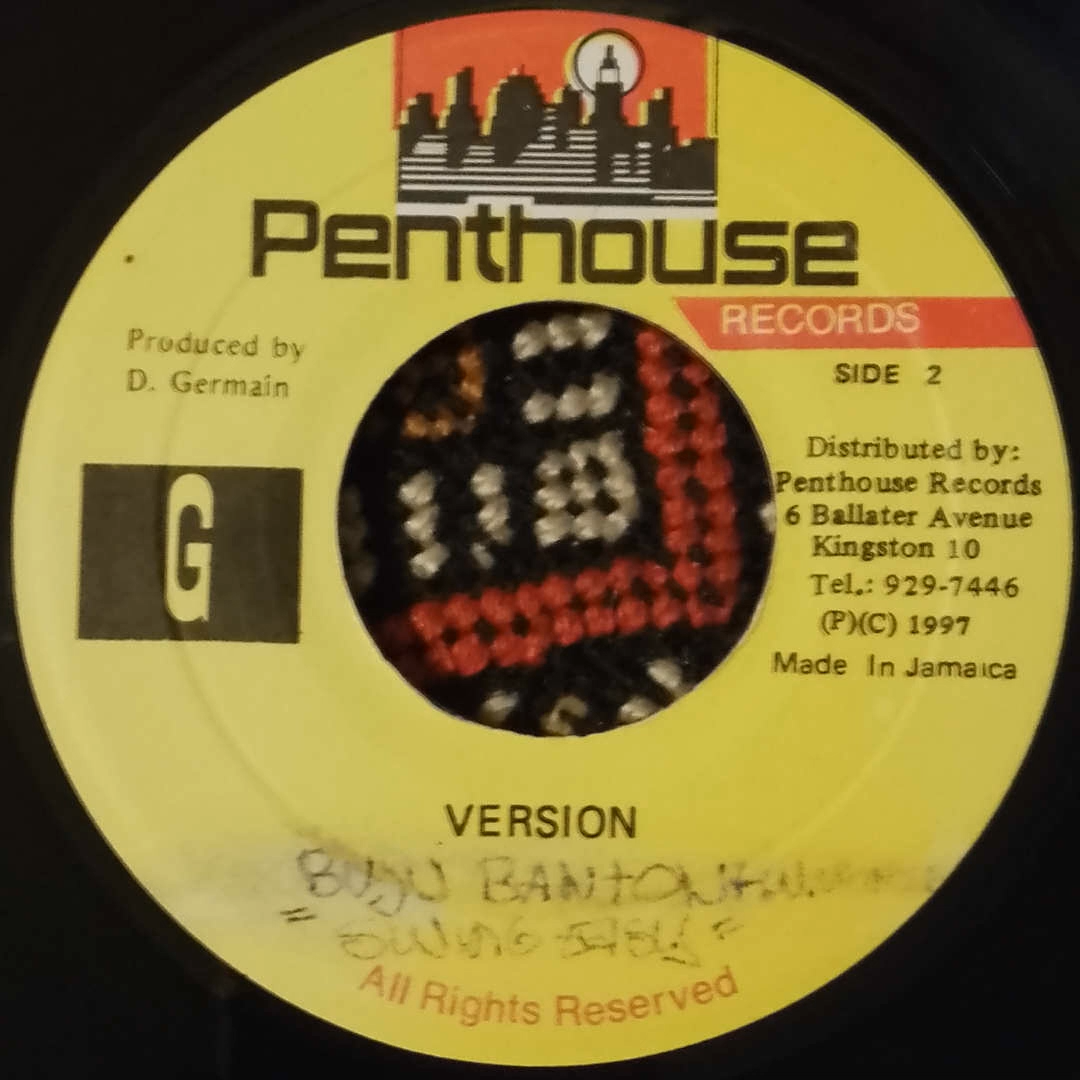 Penthouse
RECORDS
Produced by
D. Germain
SIDE 2
G
Distributed by:
Penthouse Records
6 Ballater Avenue
Kingston 10
Tel.: 929-7446
(P)(C) 1997
Made In Jamaica
VERSION
BUJU BANTON
All Rights Reserved